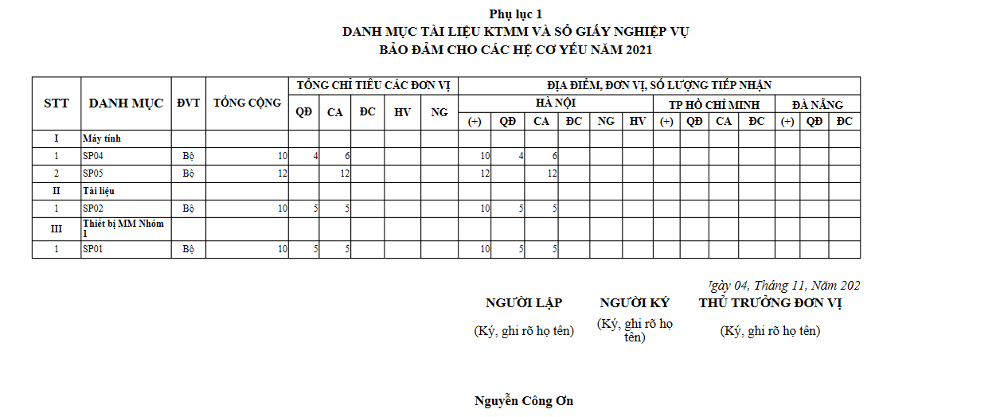 Phụ lục 1
DANH MỤC TÀI LIỆU KTMM VÀ SỔ GIẤY NGHIỆP VỤ
BẢO ĐẢM CHO CÁC HỆ CƠ YẾU NĂM 2021
STT DANH MỤC ĐVT TỔNG CỘNG TỔNG CHỈ TIÊU CÁC ĐƠN VỊ ĐỊA ĐIỂM, ĐƠN VỊ, SỐ LƯỢNG TIẾP NHẬN
HÀ NỘI TP HỒ CHÍ MINH ĐÀ NẴNG
QĐ CA ĐC HV NG (+) QĐ CA ĐC NG HV (+) QĐ CA ĐC (+) QĐ ĐC
I Máy tính
1 SP04 Bộ 10 4 6 10 4 6
2 SP05 Bộ 12 12 12 12
II Tài liệu
1 SP02 Bộ 10 5 5 10 5 5
III Thiết bị MM Nhóm
1
1 SP01 Bộ 10 5 5 10 5 5
04, Tháng 11, Năm 202
NGƯỜI LẬP NGƯỜI KÝ THỦ TRƯỞNG ĐƠN VỊ
(Ký, ghi rõ họ tên) (Ký, ghi rõ họ tên) (Ký, ghi rõ họ tên)
Nguyễn Công Ơn